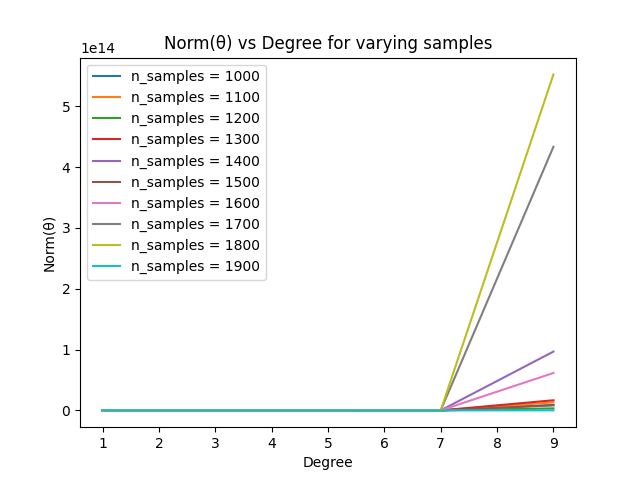 Norm(θ) vs Degree for varying samples
1e14
n_samples = 1000
n_samples = 1100
n_samples = 1200
n_samples = 1300
n_samples = 1400
n_samples = 1500
n_samples = 1600
n_samples = 1700
n_samples = 1800
n_samples = 1900
5
4
3
2
1
0
Norm(θ)
1 2 3 4 5 6 7 8 9
Degree